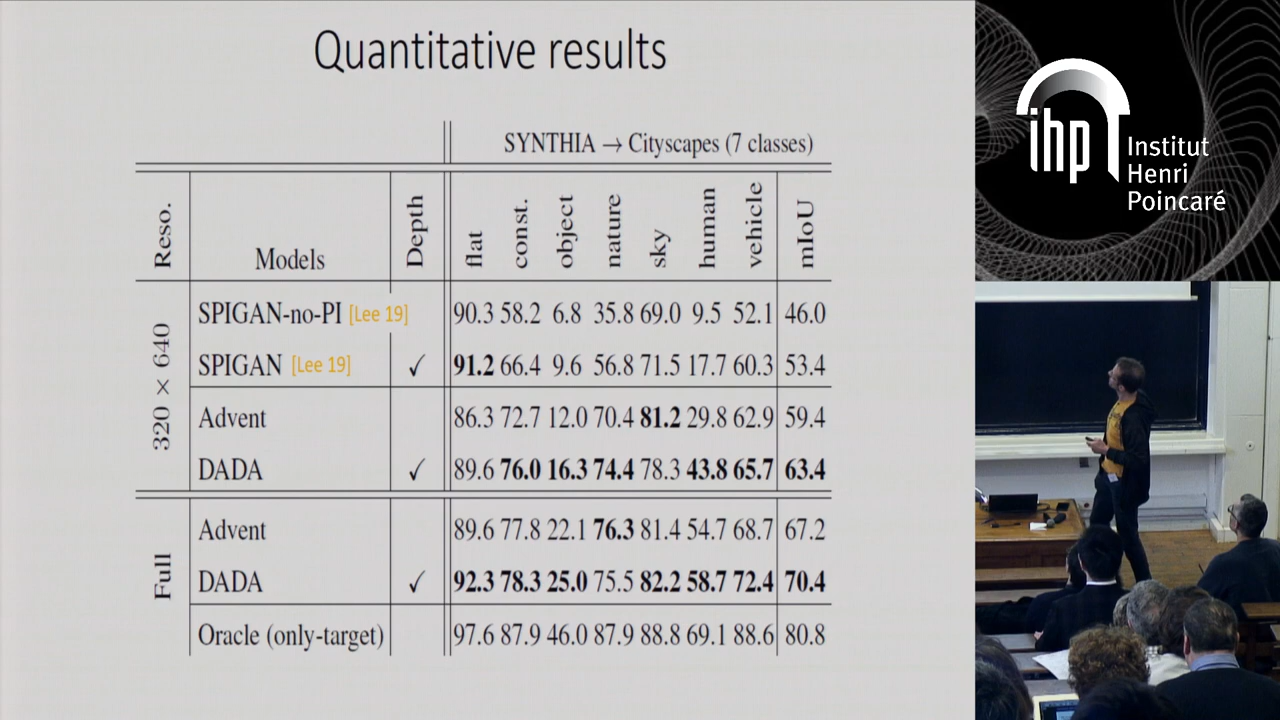 Quantitative results
SYNTHIA → Cityscapes (7 classes)
Reso. Models Depth flat const. object nature sky human vehicle mIoU
320 × 640
SPIGAN-no-PI [Lee 19] 90.3 58.2 6.8 35.8 69.0 9.5 52.1 46.0
SPIGAN [Lee 19] ✓ 91.2 66.4 9.6 56.8 71.5 17.7 60.3 53.4
Advent 86.3 72.7 12.0 70.4 81.2 29.8 62.9 59.4
DADA ✓ 89.6 76.0 16.3 74.4 78.3 43.8 65.7 63.4
Full
Advent 89.6 77.8 22.1 76.3 81.4 54.7 68.7 67.2
DADA ✓ 92.3 78.3 25.0 75.5 82.2 58.7 72.4 70.4
Oracle (only-target) 97.6 87.9 46.0 87.9 88.8 69.1 88.6 80.8
ihp
Institut
Henri
Poincaré